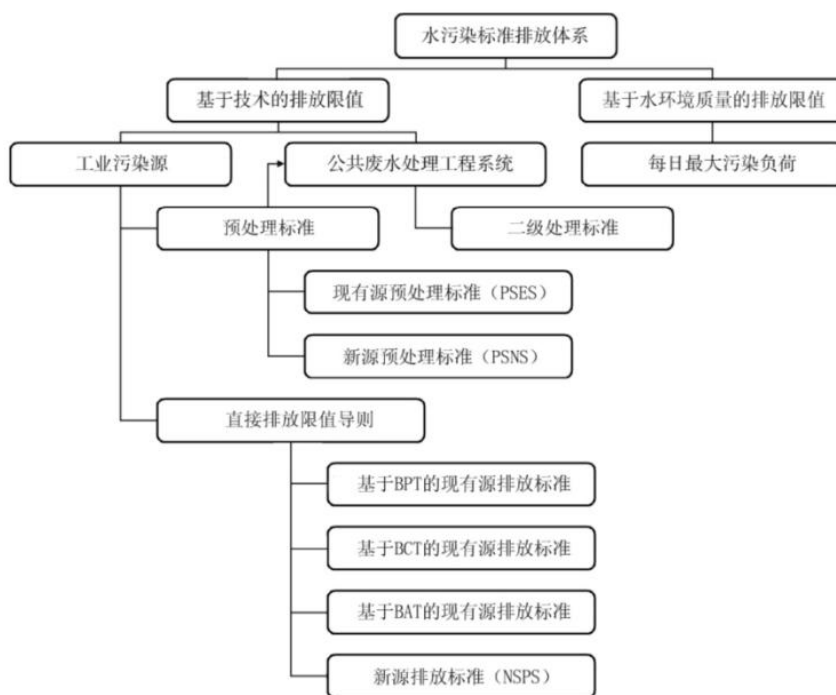 水污染标准排放体系
基于技术的排放限值
基于水环境质量的排放限值
工业污染源
公共废水处理工程系统
每日最大污染负荷
预处理标准
二级处理标准
现有源预处理标准（PSES）
新源预处理标准（PSNS）
直接排放限值导则
基于BPT的现有源排放标准
基于BCT的现有源排放标准
基于BAT的现有源排放标准
新源排放标准（NSPS）